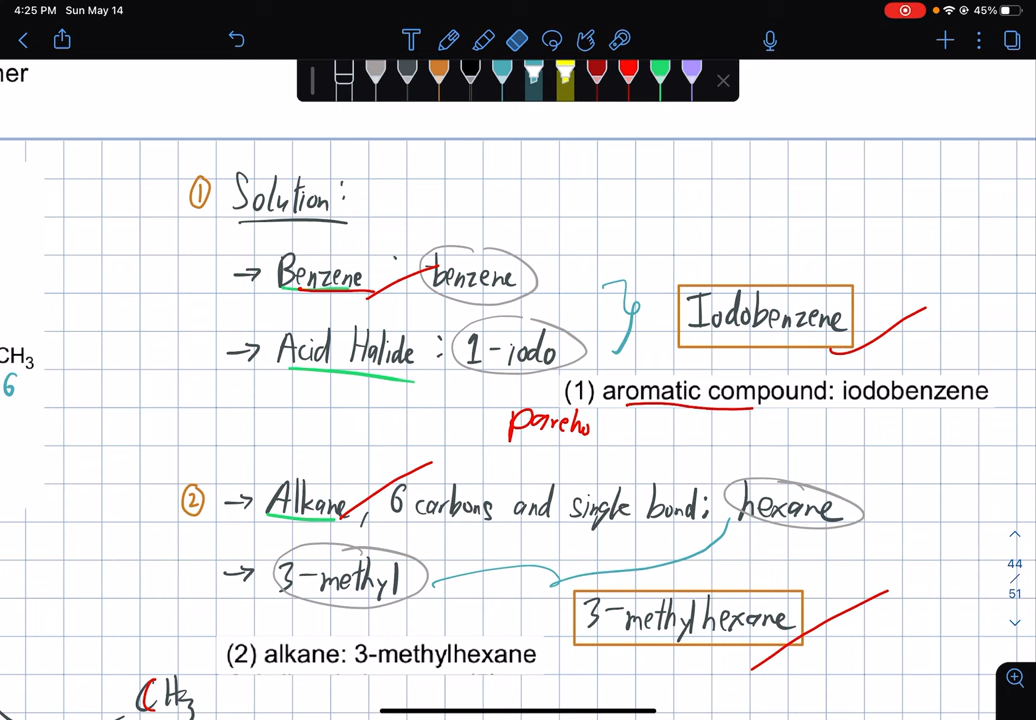 4:25 PM Sun May 14
45%
T
ner
① Solution:
→ Benzene : benzene
→ Acid Halide : 1-iodo
Iodobenzene
CH3
6
(1) aromatic compound: iodobenzene
pareho
② → Alkane, 6 carbons and single bond: hexane
→ 3-methyl
3-methylhexane
(2) alkane: 3-methylhexane
CH3
44
/
51